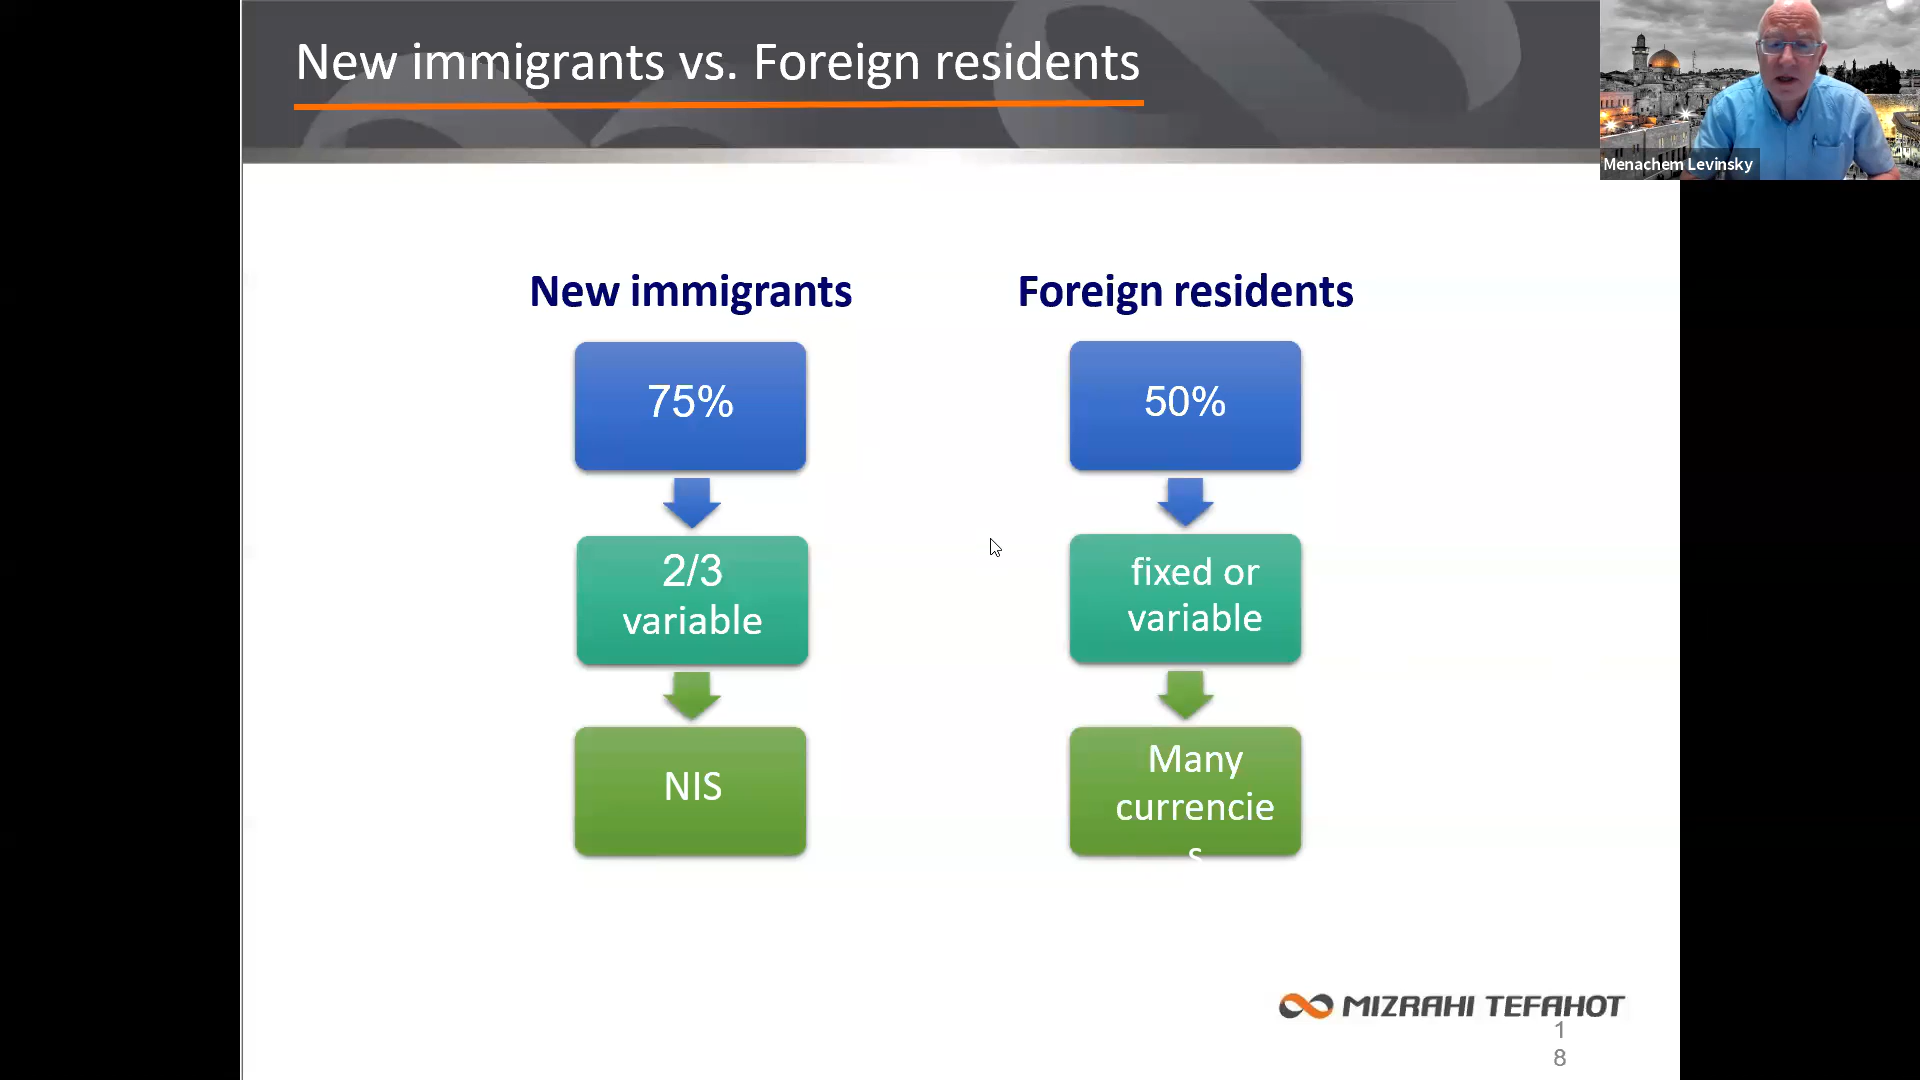 New immigrants vs. Foreign residents
Menachem Levinsky
New immigrants
Foreign residents
75%
50%
2/3
variable
fixed or
variable
NIS
Many
currencie
s
MIZRAHI TEFAHOT
1
8